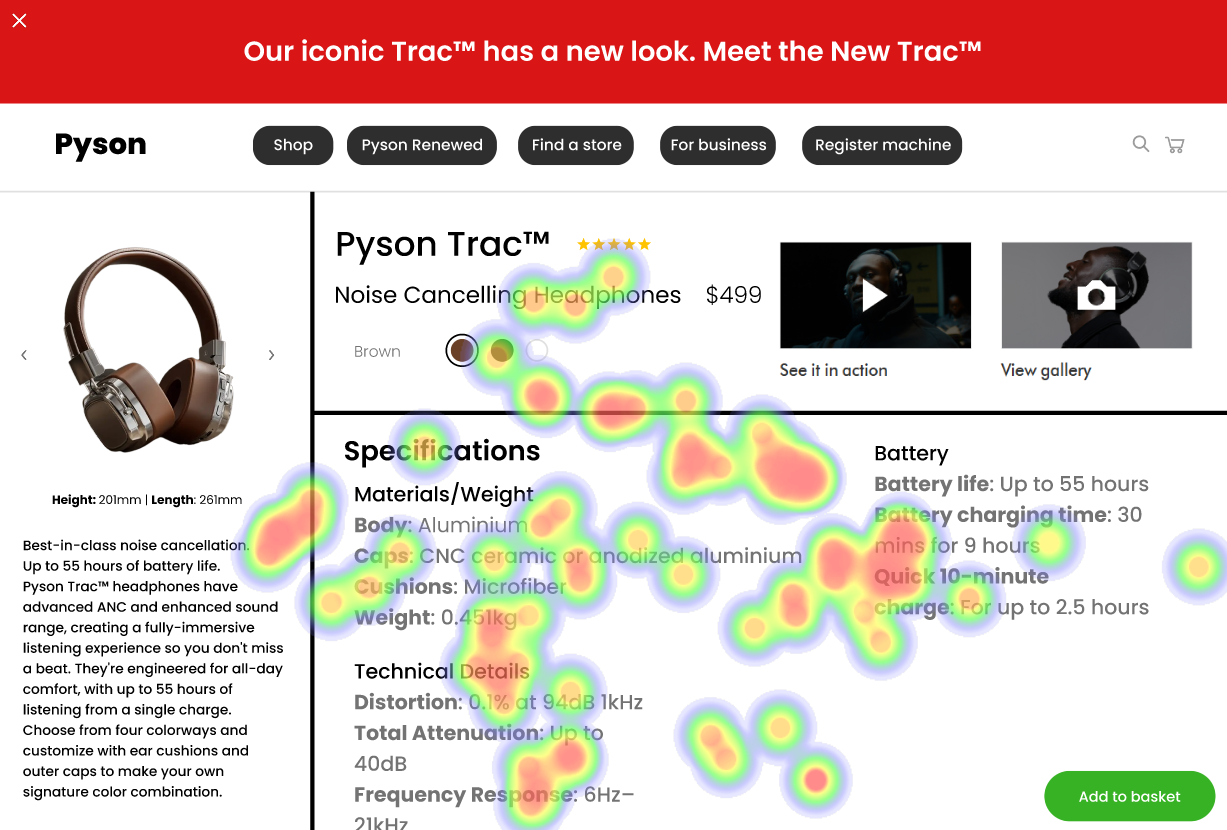 Our iconic Trac™ has a new look. Meet the New Trac™
Pyson
Shop
Pyson Renewed
Find a store
For business
Register machine
Pyson Trac™
Noise Cancelling Headphones
$499
Brown
See it in action
View gallery
Height: 201mm | Length: 261mm
Best-in-class noise cancellation.
Up to 55 hours of battery life.
Pyson Trac™ headphones have
advanced ANC and enhanced sound
range, creating a fully-immersive
listening experience so you don't miss
a beat. They're engineered for all-day
comfort, with up to 55 hours of
listening from a single charge.
Choose from four colorways and
customize with ear cushions and
outer caps to make your own
signature color combination.
Specifications
Materials/Weight
Body: Aluminium
Caps: CNC ceramic or anodized aluminium
Cushions: Microfiber
Weight: 0.451kg
Technical Details
Distortion: 0.1% at 94dB 1kHz
Total Attenuation: Up to
40dB
Frequency Response: 6Hz–
21kHz
Battery
Battery life: Up to 55 hours
Battery charging time: 30
mins for 9 hours
Quick 10-minute
charge: For up to 2.5 hours
Add to basket